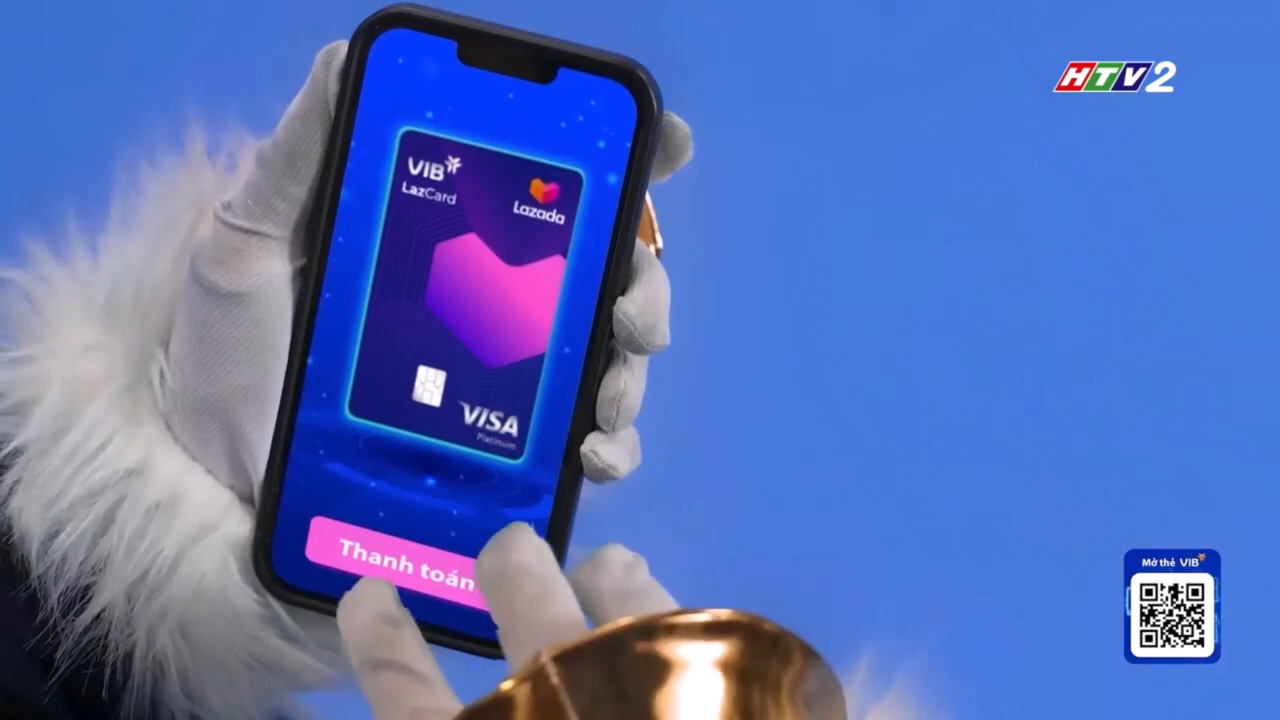 HTV2
VIB
LazCard
Lazada
VISA
Platinum
Thanh toán
Mở thẻ VIB